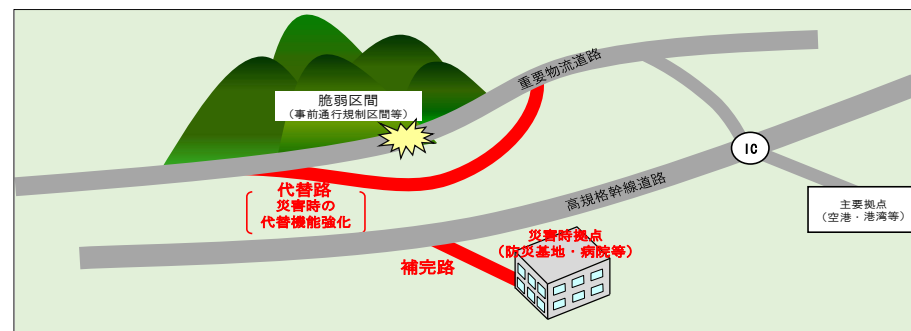 重要物流道路
脆弱区間
（事前通行規制区間等）
IC
代替路
災害時の
代替機能強化
高規格幹線道路
主要拠点
（空港・港湾等）
災害時拠点
（防災基地・病院等）
補完路